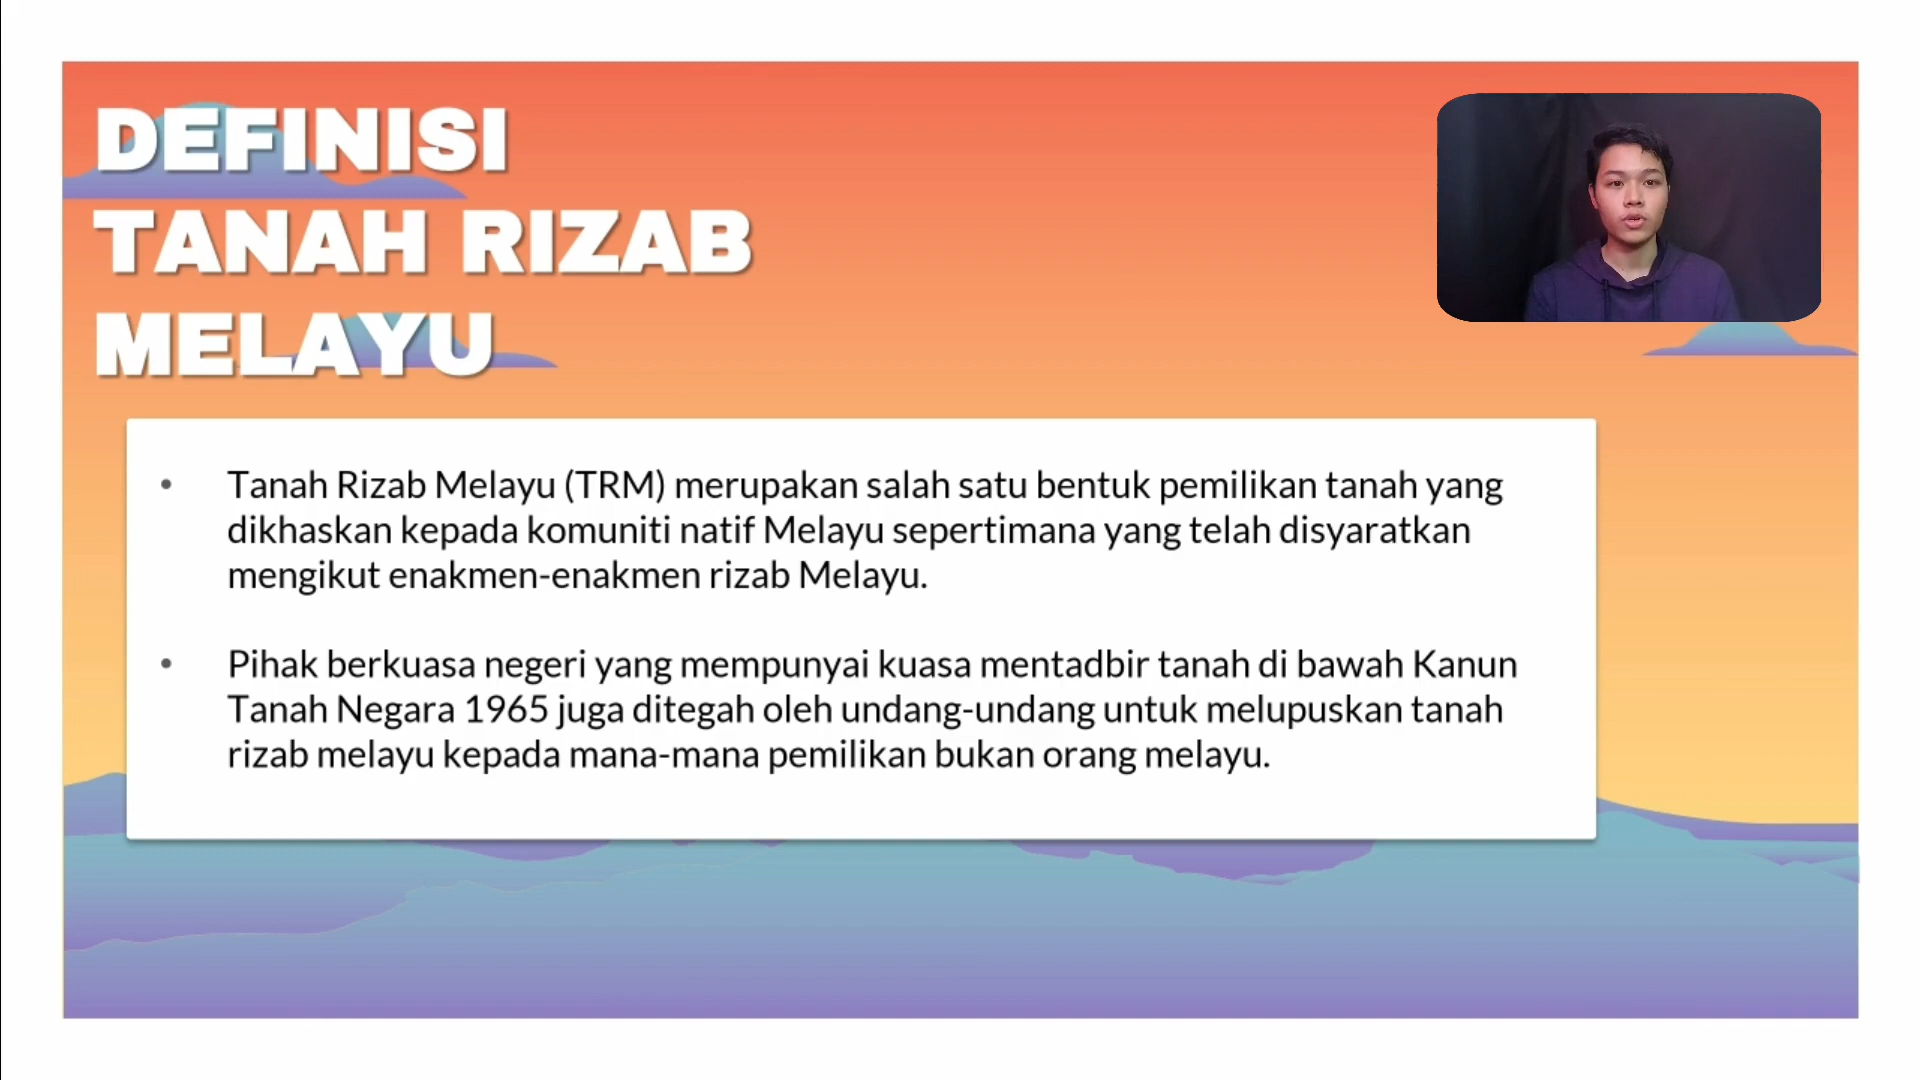 DEFINISI
TANAH RIZAB
MELAYU
• Tanah Rizab Melayu (TRM) merupakan salah satu bentuk pemilikan tanah yang
dikhaskan kepada komuniti natif Melayu sepertimana yang telah disyaratkan
mengikut enakmen-enakmen rizab Melayu.
• Pihak berkuasa negeri yang mempunyai kuasa mentadbir tanah di bawah Kanun
Tanah Negara 1965 juga ditegah oleh undang-undang untuk melupuskan tanah
rizab melayu kepada mana-mana pemilikan bukan orang melayu.